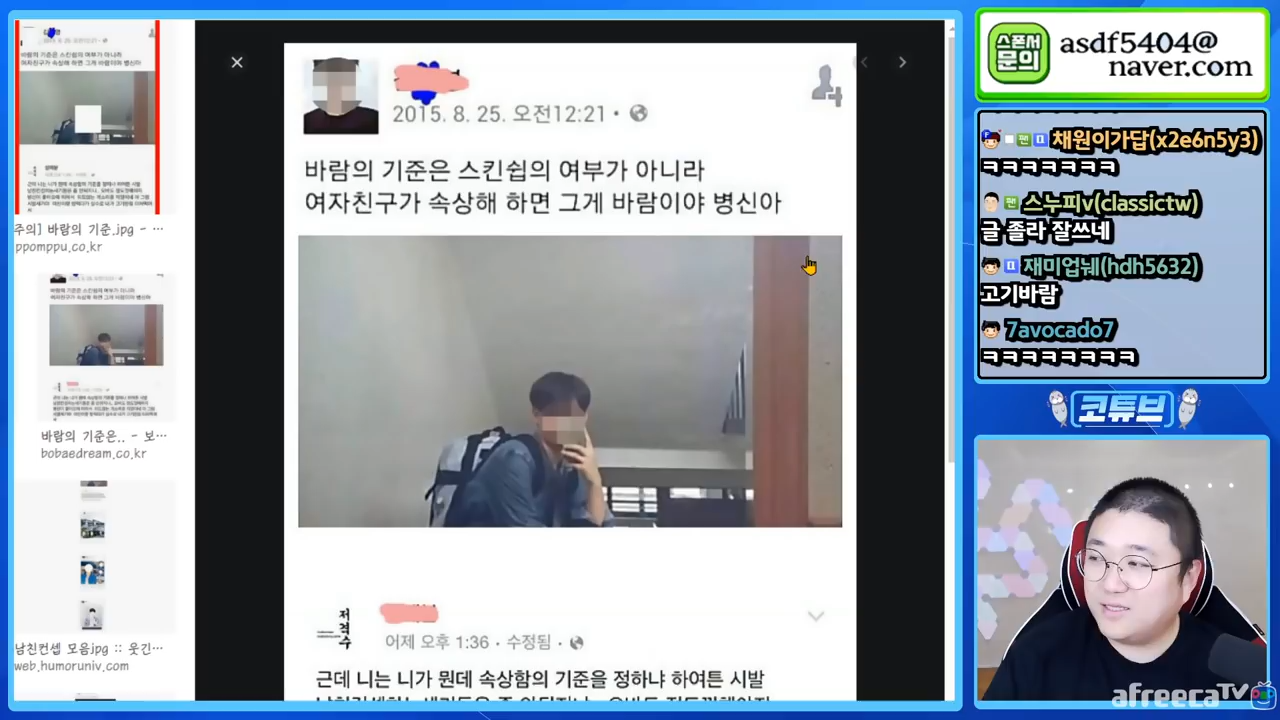 주의] 바람의 기준.jpg - ...
ppomppu.co.kr
바람의 기준은.. - 보...
bobaedream.co.kr
남친컨셉 모음jpg :: 웃긴...
web.humoruniv.com
2015. 8. 25. 오전12:21
바람의 기준은 스킨쉽의 여부가 아니라
여자친구가 속상해 하면 그게 바람이야 병신아
저격수
어제 오후 1:36 · 수정됨 ·
근데 니는 니가 뭔데 속상함의 기준을 정하냐 하여튼 시발
스폰서
문의
asdf5404@
naver.com
채원이가답(x2e6n5y3)
ㅋㅋㅋㅋㅋㅋㅋ
스누피v(classictw)
글 졸라 잘쓰네
재미업눼(hdh5632)
고기바람
7avocado7
ㅋㅋㅋㅋㅋㅋㅋㅋ
코튜브
afreecaTV